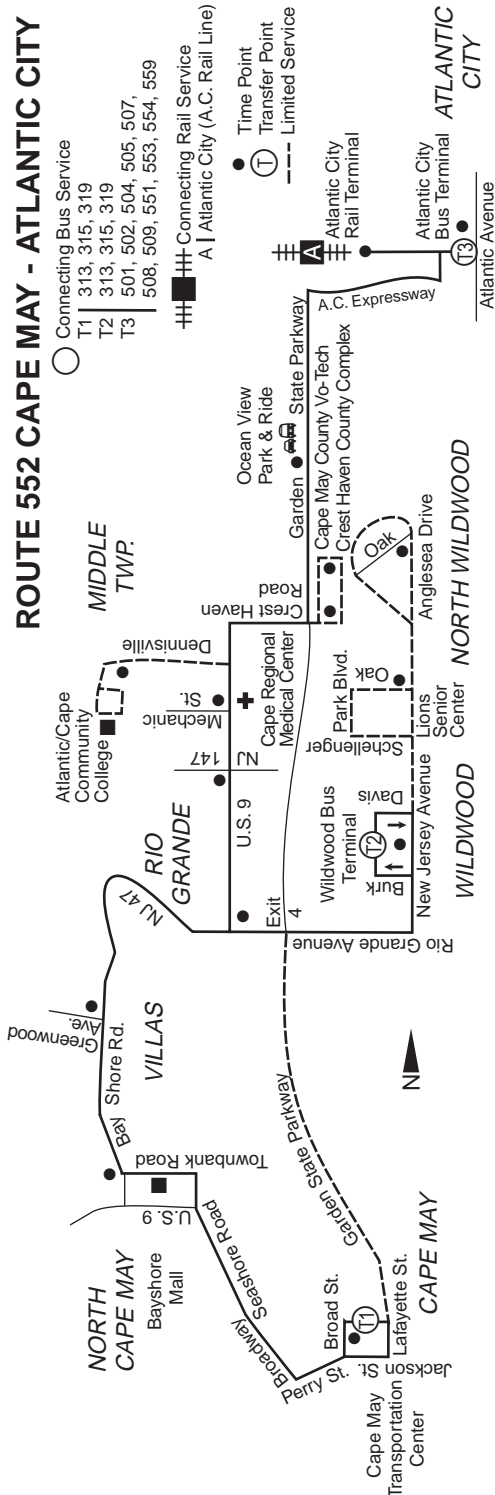 ROUTE 552 CAPE MAY - ATLANTIC CITY
Connecting Bus Service
T1 313, 315, 319
T2 313, 315, 319
T3 501, 502, 504, 505, 507,
508, 509, 551, 553, 554, 559
Connecting Rail Service
A Atlantic City (A.C. Rail Line)
Time Point
T Transfer Point
Limited Service
NORTH
CAPE MAY
Bayshore
Mall
U.S. 9
Townbank Road
Bay Shore Rd.
Greenwood
Ave.
VILLAS
NJ 47
RIO
GRANDE
Atlantic/Cape
Community
College
Dennisville
MIDDLE
TWP.
Mechanic
St.
NJ
147
U.S. 9
Cape Regional
Medical Center
Crest Haven
Road
Ocean View
Park & Ride
Garden State Parkway
Cape May County Vo-Tech
Crest Haven County Complex
A.C. Expressway
A
Atlantic City
Rail Terminal
Atlantic City
Bus Terminal
T3
Atlantic Avenue
ATLANTIC
CITY
Seashore Road
Broadway
Perry St.
Broad St.
T1
Jackson St.
Lafayette St.
Cape May
Transportation
Center
CAPE MAY
Garden State Parkway
N
Exit
4
Rio Grande Avenue
Wildwood Bus
Terminal
T2
Burk
Davis
New Jersey Avenue
WILDWOOD
Schellenger
Park Blvd.
Oak
Lions
Senior
Center
Oak
Anglesea Drive
NORTH WILDWOOD